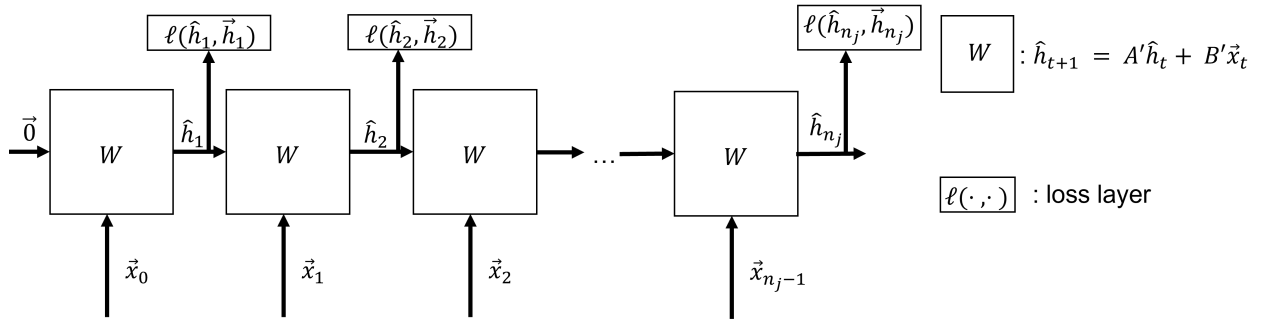 ℓ(ĥ₁, h⃗₁)
ℓ(ĥ₂, h⃗₂)
ℓ(ĥ_{n_j}, h⃗_{n_j})
W : ĥ_{t+1} = A′ĥ_t + B′x⃗_t
0⃗
W
ĥ₁
W
ĥ₂
W
...
W
ĥ_{n_j}
ℓ(· ,· ) : loss layer
x⃗₀
x⃗₁
x⃗₂
x⃗_{n_j−1}